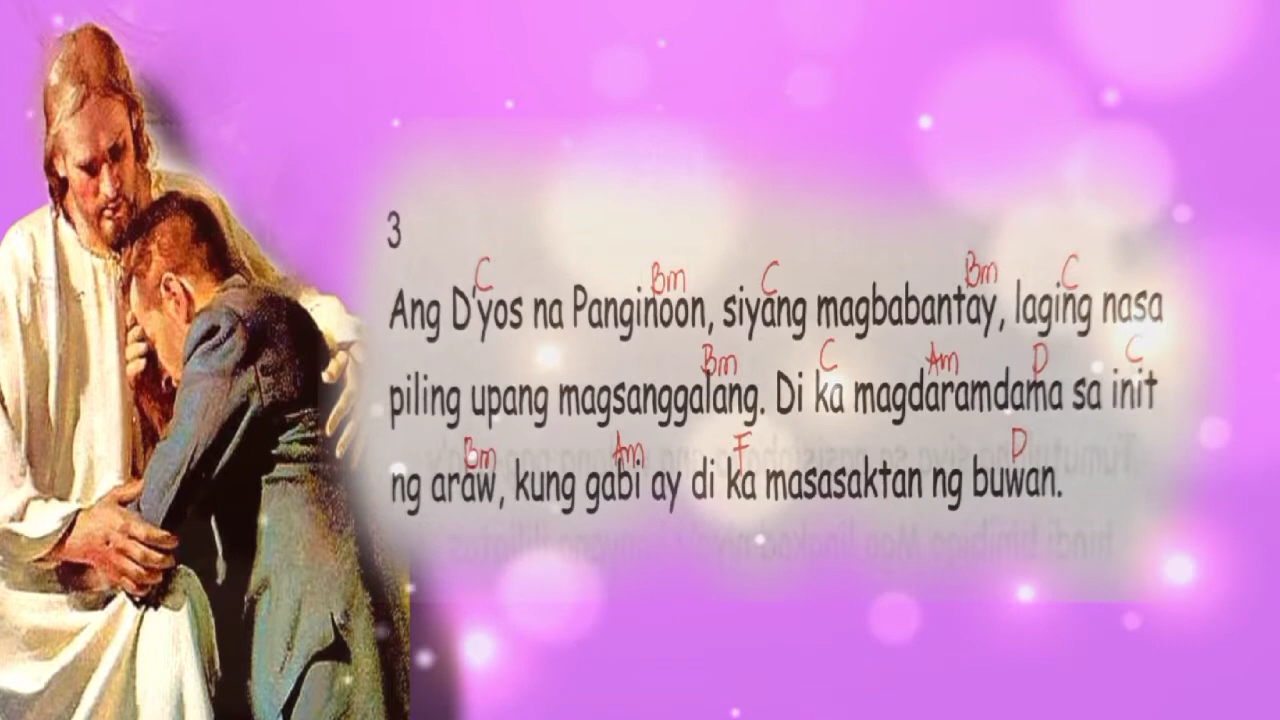 3
C Bm C Bm C
Ang D'yos na Panginoon, siyang magbabantay, laging nasa
Bm C Am D C
piling upang magsanggalang. Di ka magdaramdama sa init
Bm Am F D
ng araw, kung gabi ay di ka masasaktan ng buwan.